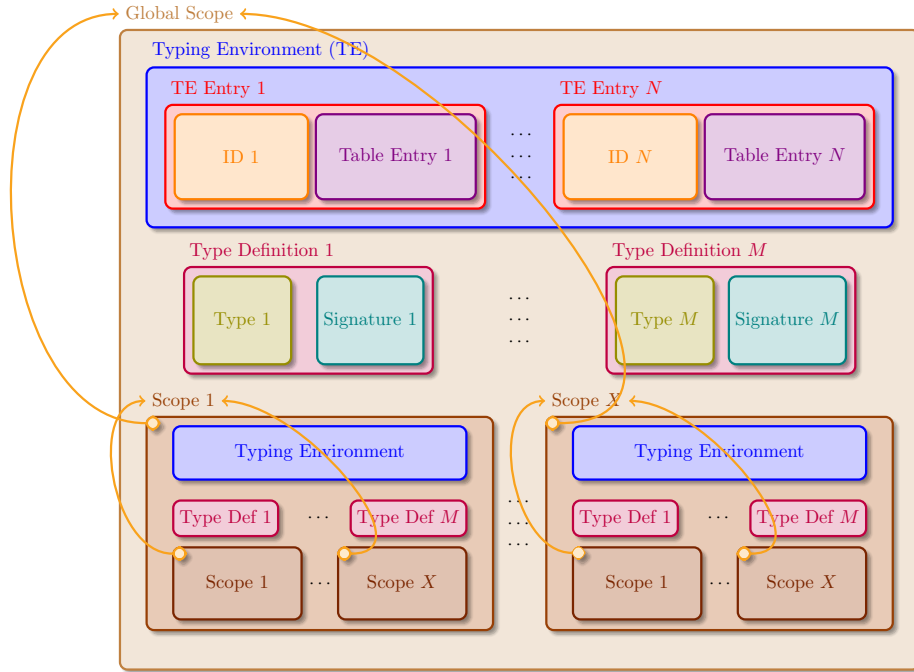 Global Scope
Typing Environment (TE)
TE Entry 1
TE Entry N
ID 1
Table Entry 1
...
...
...
ID N
Table Entry N
Type Definition 1
Type Definition M
Type 1
Signature 1
...
...
...
Type M
Signature M
Scope 1
Scope X
Typing Environment
Typing Environment
Type Def 1
...
Type Def M
...
...
...
Type Def 1
...
Type Def M
Scope 1
...
Scope X
Scope 1
...
Scope X